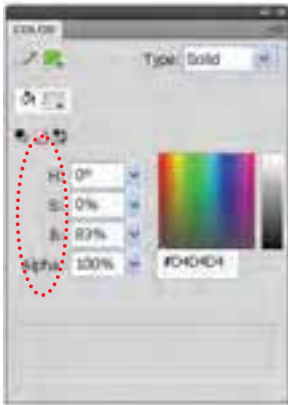 COLOR
Type: Solid
H: 0°
S: 0%
B: 83%
Alpha: 100%
#D4D4D4